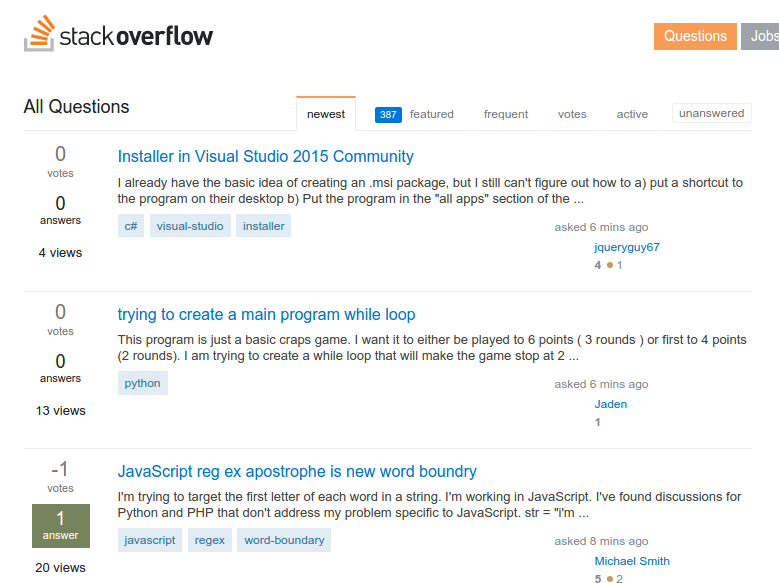 stackoverflow
Questions
Jobs
All Questions
newest
387 featured
frequent
votes
active
unanswered
0
votes
0
answers
4 views
Installer in Visual Studio 2015 Community
I already have the basic idea of creating an .msi package, but I still can't figure out how to a) put a shortcut to
the program on their desktop b) Put the program in the "all apps" section of the ...
c# visual-studio installer
asked 6 mins ago
jqueryguy67
4 1
0
votes
0
answers
13 views
trying to create a main program while loop
This program is just a basic craps game. I want it to either be played to 6 points ( 3 rounds ) or first to 4 points
(2 rounds). I am trying to create a while loop that will make the game stop at 2 ...
python
asked 6 mins ago
Jaden
1
-1
votes
1
answer
20 views
JavaScript reg ex apostrophe is new word boundry
I'm trying to target the first letter of each word in a string. I'm working in JavaScript. I've found discussions for
Python and PHP that don't address my problem specific to JavaScript. str = "i'm ...
javascript regex word-boundary
asked 8 mins ago
Michael Smith
5 2